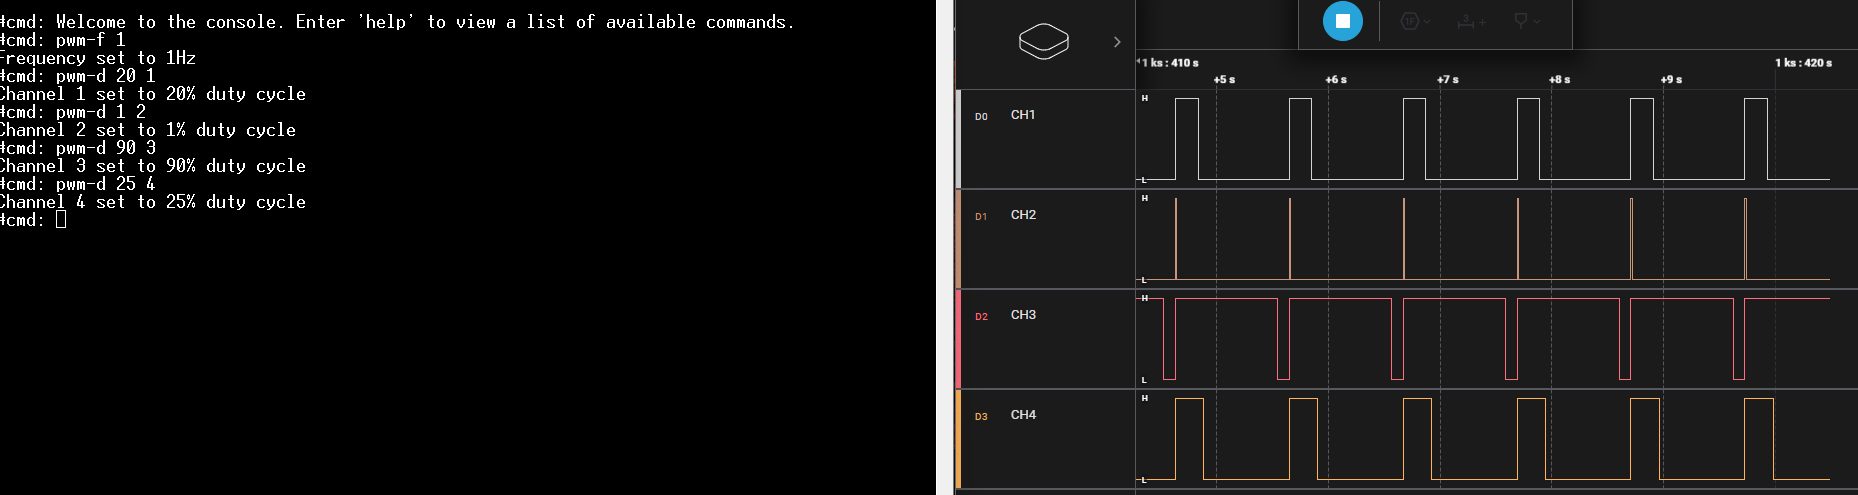 #cmd: Welcome to the console. Enter 'help' to view a list of available commands.
#cmd: pwm-f 1
Frequency set to 1Hz
#cmd: pwm-d 20 1
Channel 1 set to 20% duty cycle
#cmd: pwm-d 1 2
Channel 2 set to 1% duty cycle
#cmd: pwm-d 90 3
Channel 3 set to 90% duty cycle
#cmd: pwm-d 25 4
Channel 4 set to 25% duty cycle
#cmd:
1F
3
1 ks : 410 s
1 ks : 420 s
+5 s
+6 s
+7 s
+8 s
+9 s
D0 CH1
H
L
D1 CH2
H
L
D2 CH3
H
L
D3 CH4
H
L